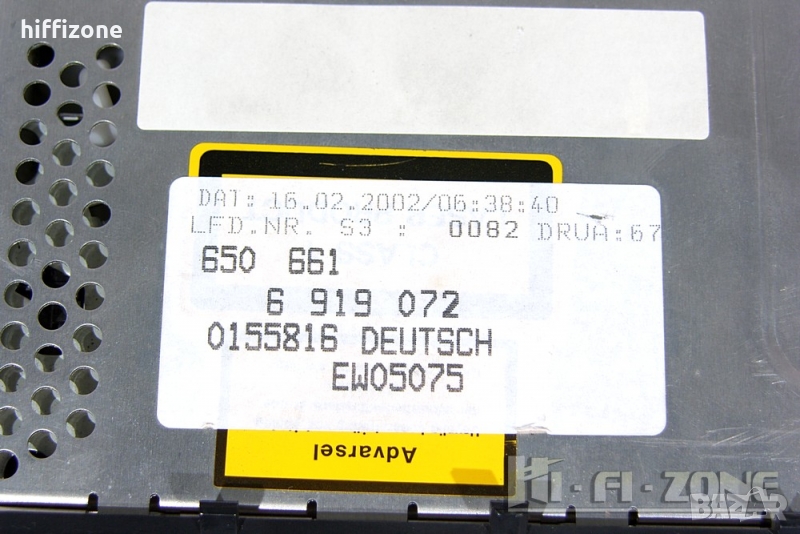 hiffizone
DAT: 16.02.2002/06:38:40
LFD.NR. S3 : 0082 DRUA:67
650 661
6 919 072
0155816 DEUTSCH
EW05075
Advarsel
HI-FI-ZONE
BAZAR